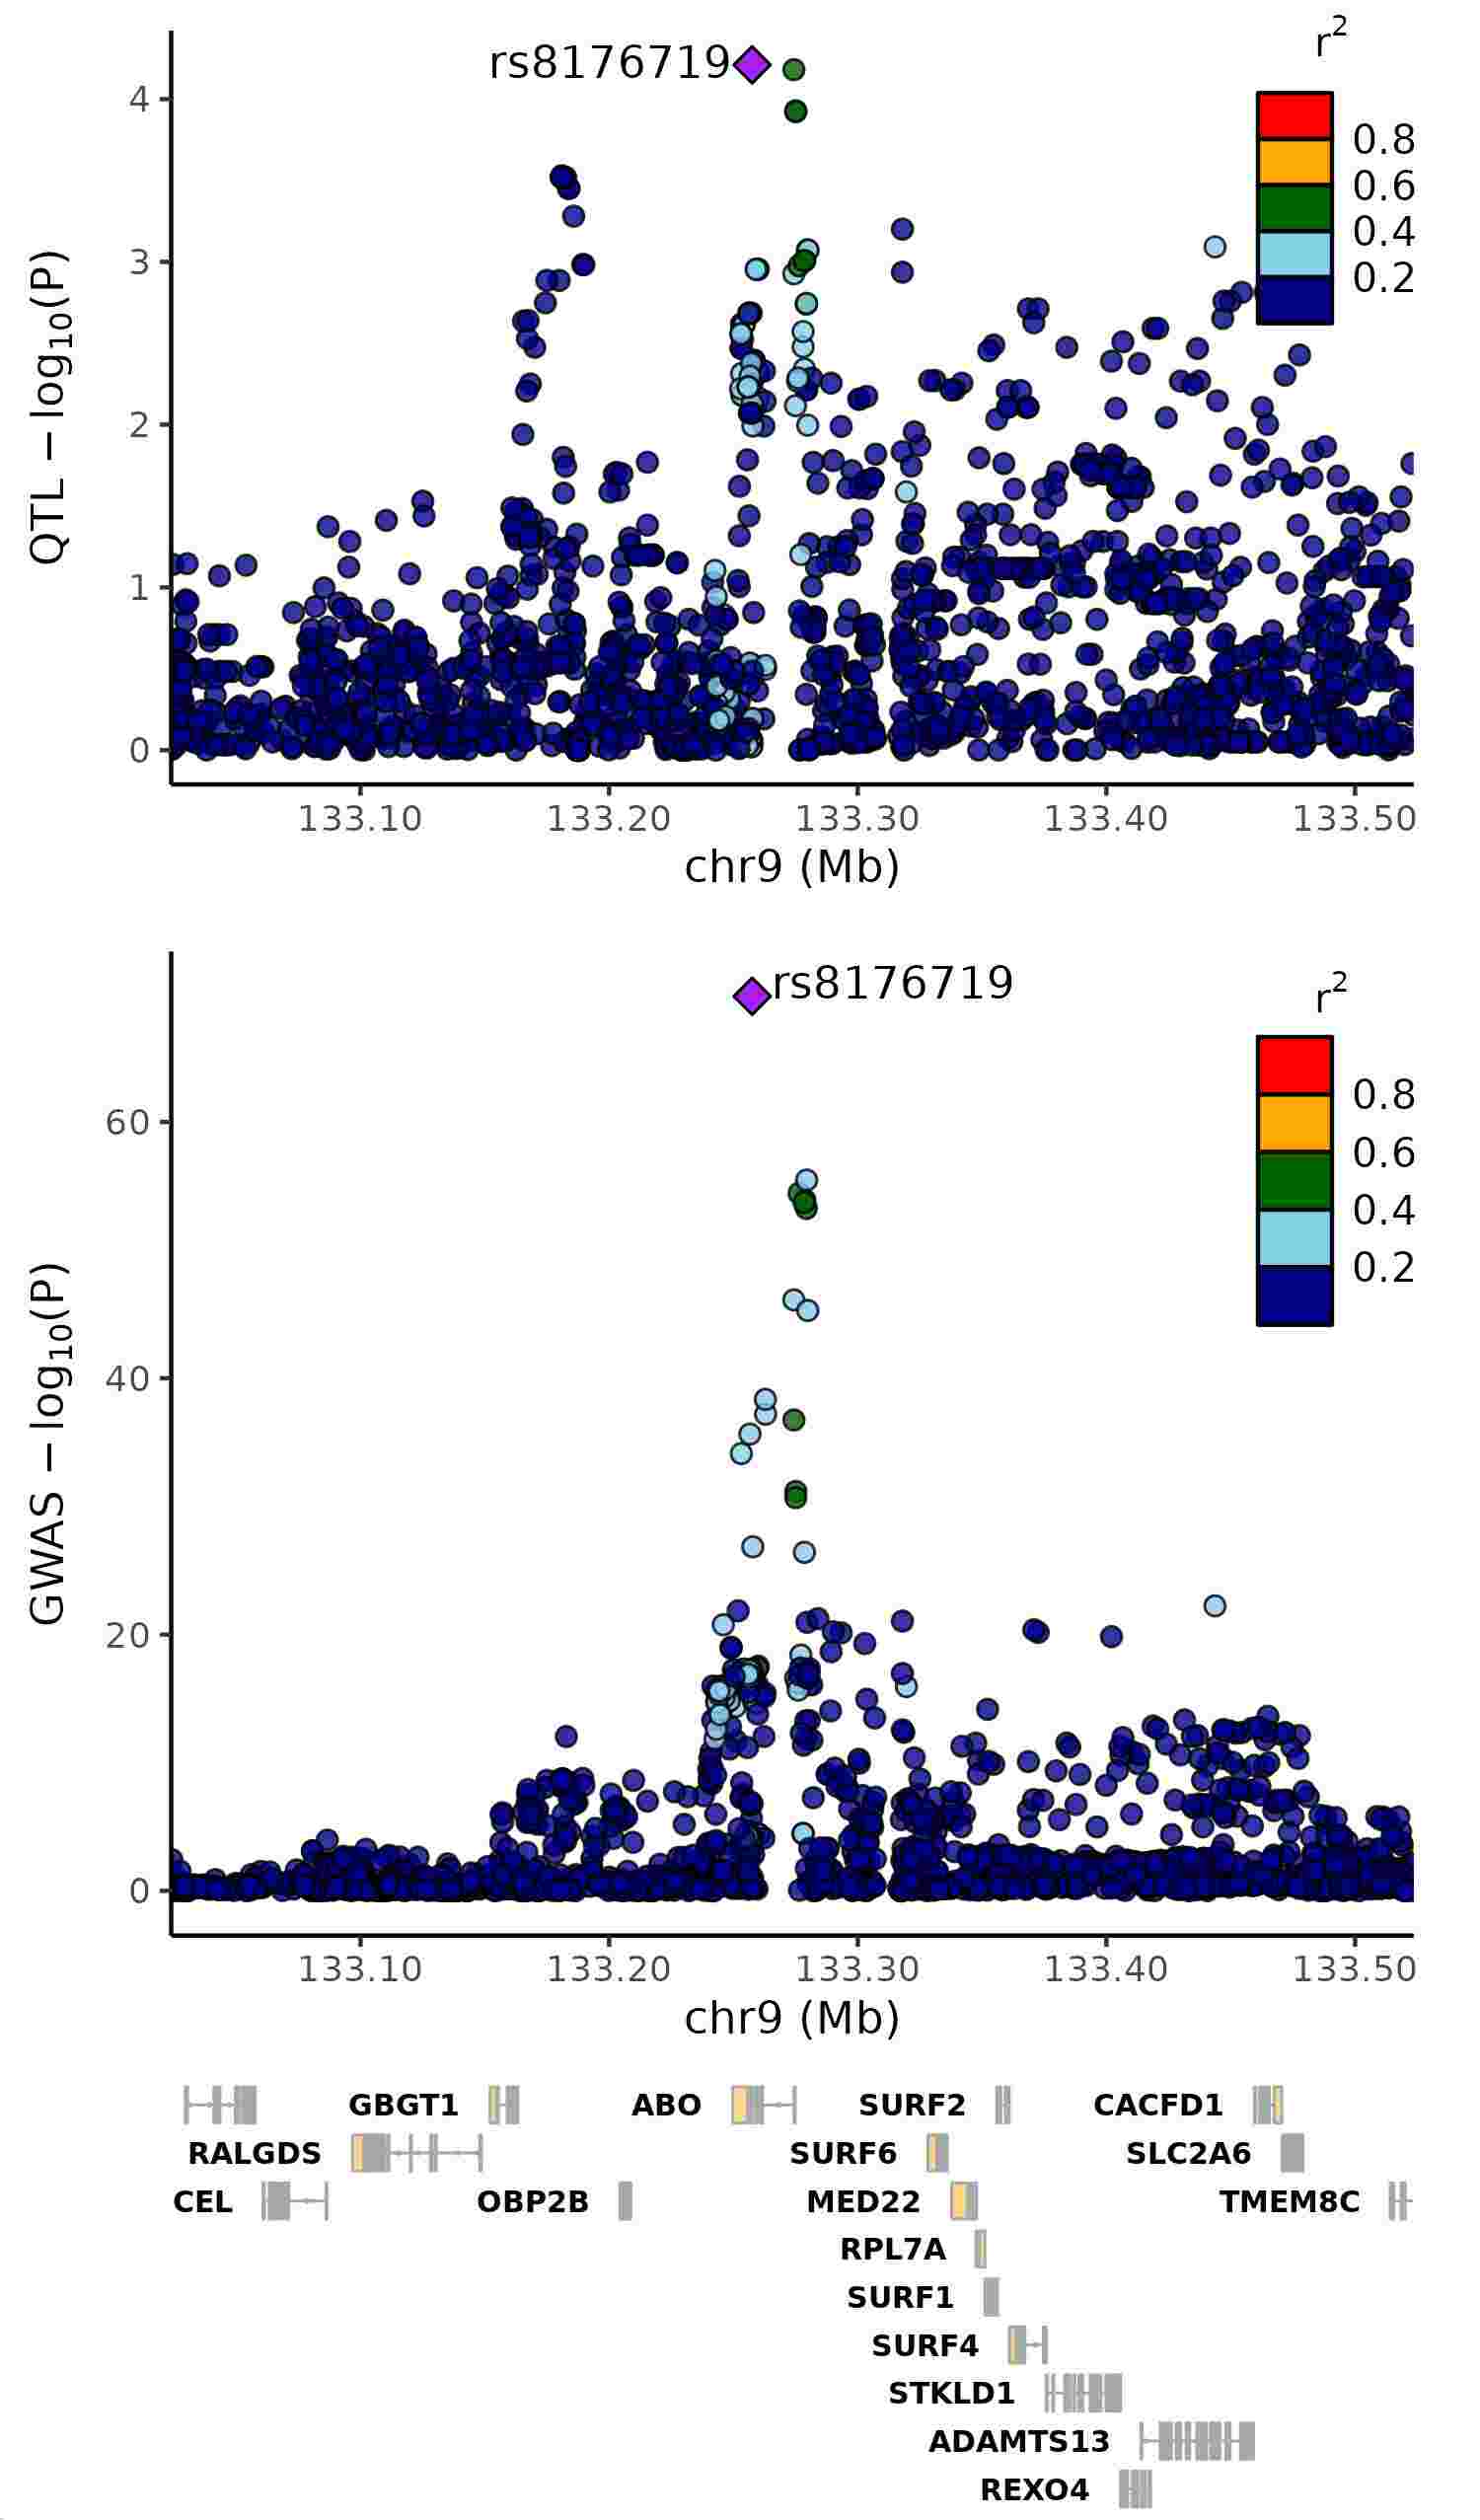 r²
rs8176719
0.8
0.6
0.4
0.2
4
3
2
1
0
QTL −log₁₀(P)
133.10 133.20 133.30 133.40 133.50
chr9 (Mb)
rs8176719
r²
0.8
0.6
0.4
0.2
60
40
20
0
GWAS −log₁₀(P)
133.10 133.20 133.30 133.40 133.50
chr9 (Mb)
GBGT1 ABO SURF2 CACFD1
RALGDS SURF6 SLC2A6
CEL OBP2B MED22 TMEM8C
RPL7A
SURF1
SURF4
STKLD1
ADAMTS13
REXO4